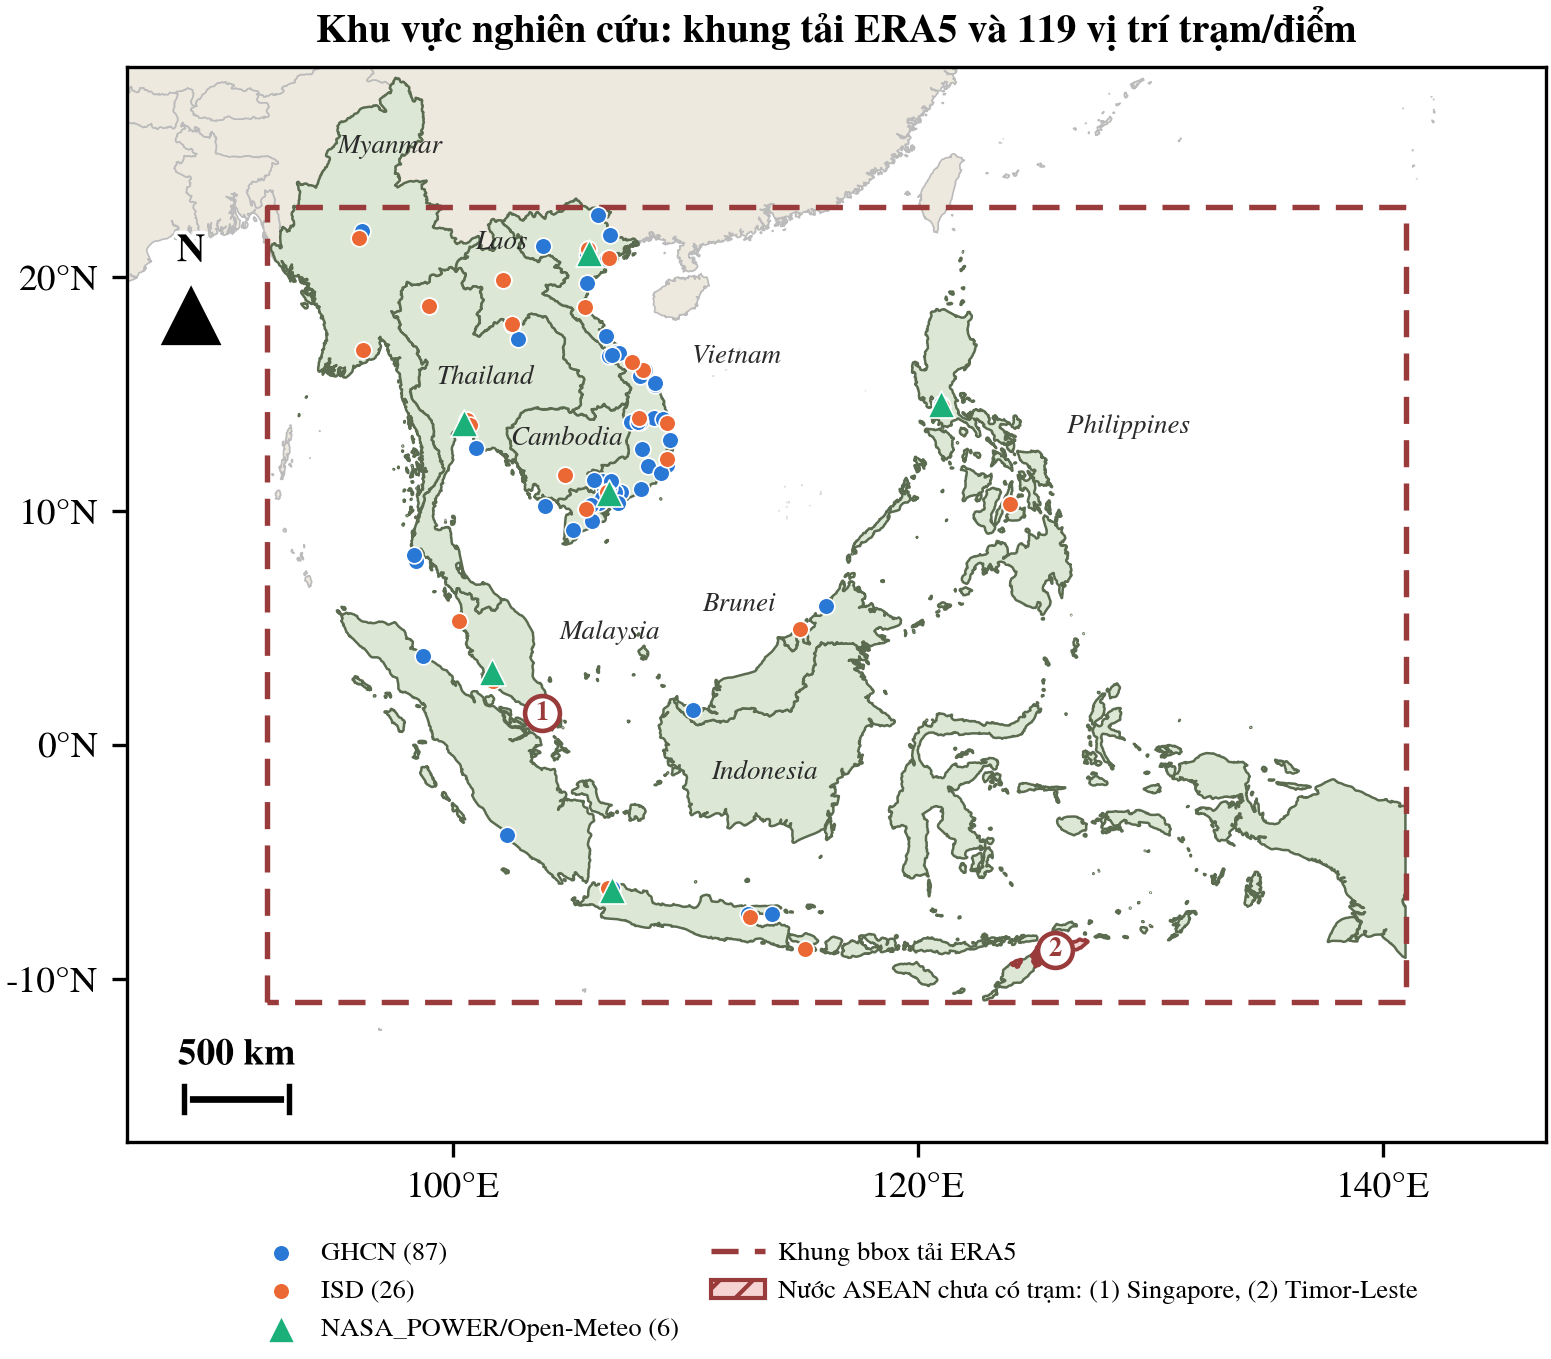 Khu vực nghiên cứu: khung tải ERA5 và 119 vị trí trạm/điểm
Myanmar
N
Laos
20°N
Vietnam
Thailand
Philippines
Cambodia
10°N
Brunei
Malaysia
1
0°N
Indonesia
2
-10°N
500 km
100°E
120°E
140°E
GHCN (87)
ISD (26)
NASA_POWER/Open-Meteo (6)
Khung bbox tải ERA5
Nước ASEAN chưa có trạm: (1) Singapore, (2) Timor-Leste